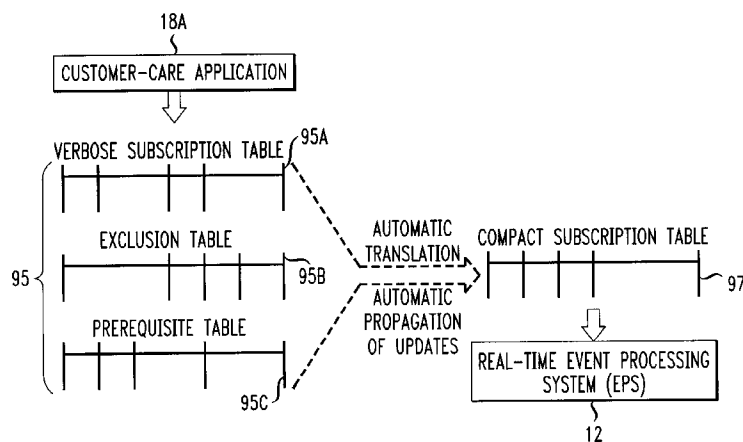 18A
CUSTOMER-CARE APPLICATION
VERBOSE SUBSCRIPTION TABLE
95A
EXCLUSION TABLE
95B
95
PREREQUISITE TABLE
95C
AUTOMATIC
TRANSLATION
AUTOMATIC
PROPAGATION
OF UPDATES
COMPACT SUBSCRIPTION TABLE
97
REAL-TIME EVENT PROCESSING
SYSTEM (EPS)
12